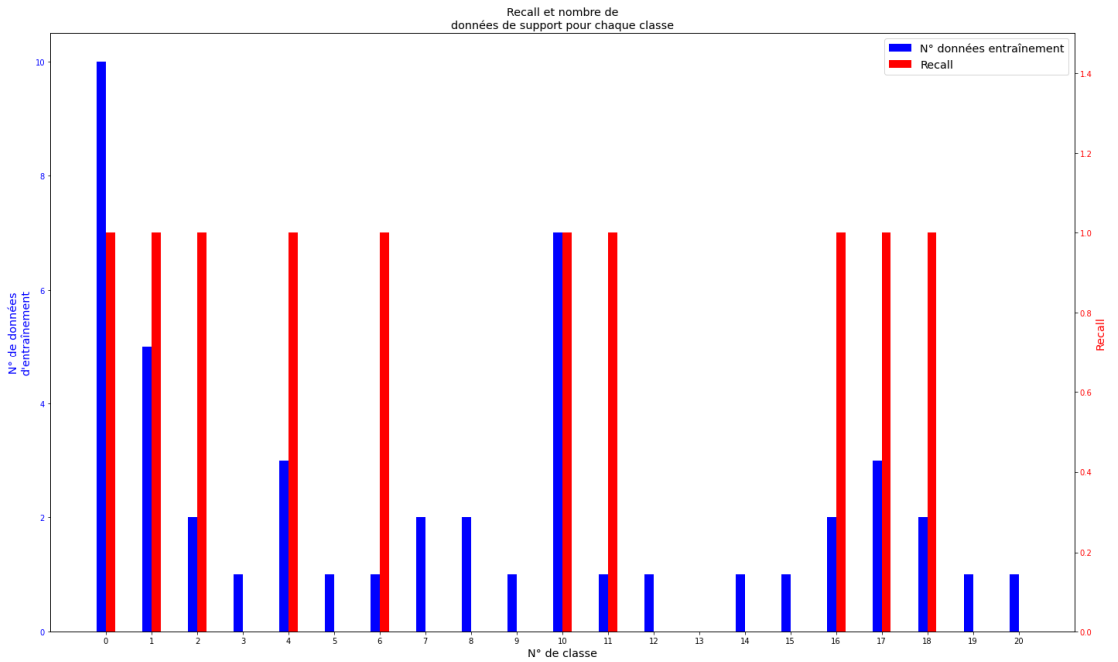 Recall et nombre de
données de support pour chaque classe
N° données entraînement
Recall
N° de données
d'entraînement
10
8
6
4
2
0
1.4
1.2
1.0
0.8
0.6
0.4
0.2
0.0
Recall
0 1 2 3 4 5 6 7 8 9 10 11 12 13 14 15 16 17 18 19 20
N° de classe